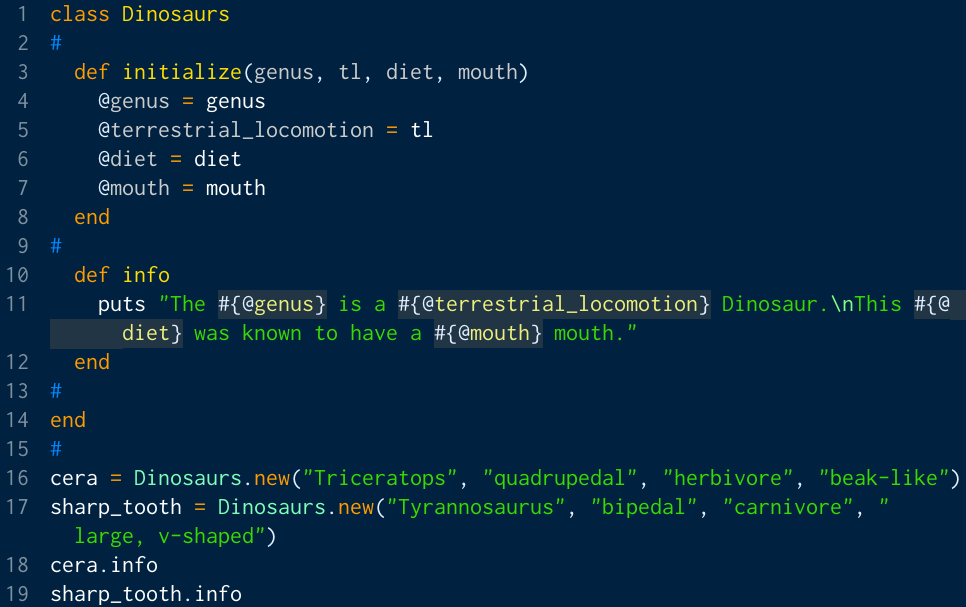 1 class Dinosaurs
2 #
3   def initialize(genus, tl, diet, mouth)
4     @genus = genus
5     @terrestrial_locomotion = tl
6     @diet = diet
7     @mouth = mouth
8   end
9 #
10   def info
11     puts "The #{@genus} is a #{@terrestrial_locomotion} Dinosaur.\nThis #{@
diet} was known to have a #{@mouth} mouth."
12   end
13 #
14 end
15 #
16 cera = Dinosaurs.new("Triceratops", "quadrupedal", "herbivore", "beak-like")
17 sharp_tooth = Dinosaurs.new("Tyrannosaurus", "bipedal", "carnivore", "
large, v-shaped")
18 cera.info
19 sharp_tooth.info